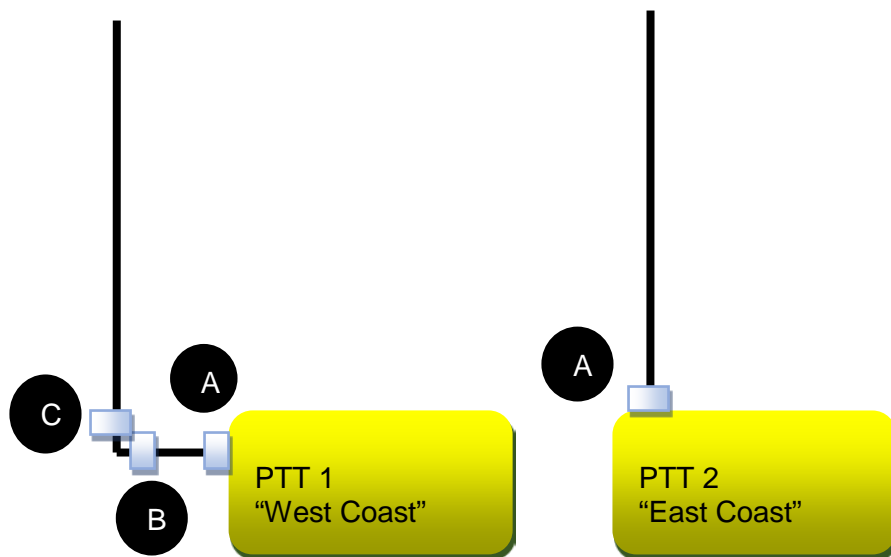 A
A
C
B
PTT 1
“West Coast”
PTT 2
“East Coast”